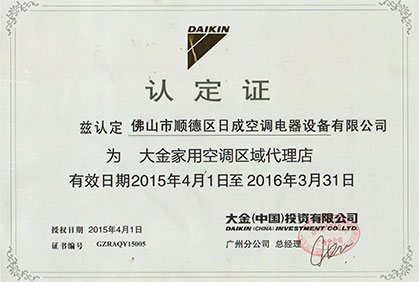 DAIKIN
认定证
兹认定 佛山市顺德区日成空调电器设备有限公司
为 大金家用空调区域代理店
有效日期2015年4月1日至2016年3月31日
大金(中国)投资有限公司
DAIKIN (CHINA) INVESTMENT CO.LTD.
授权日期 2015年4月1日
广州分公司 总经理
证书编号 GZRAQY15005